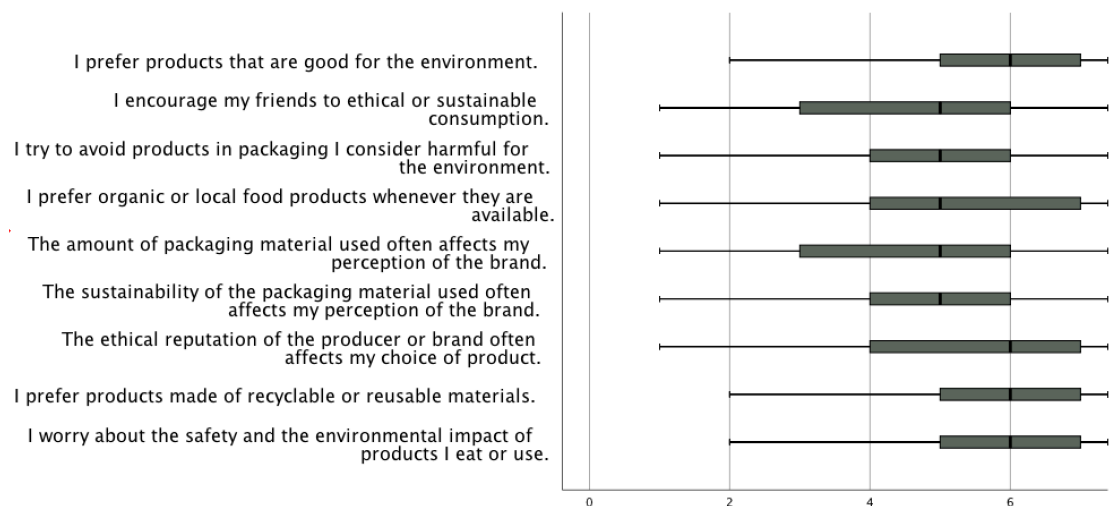 I prefer products that are good for the environment.
I encourage my friends to ethical or sustainable
consumption.
I try to avoid products in packaging I consider harmful for
the environment.
I prefer organic or local food products whenever they are
available.
The amount of packaging material used often affects my
perception of the brand.
The sustainability of the packaging material used often
affects my perception of the brand.
The ethical reputation of the producer or brand often
affects my choice of product.
I prefer products made of recyclable or reusable materials.
I worry about the safety and the environmental impact of
products I eat or use.
0 2 4 6